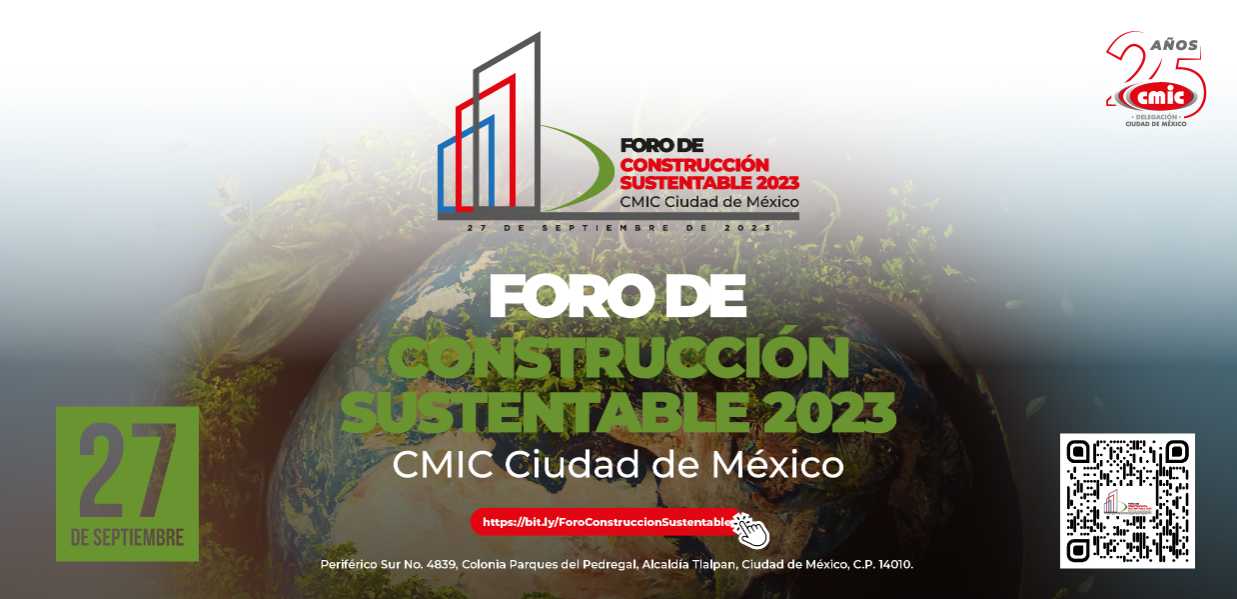 25 AÑOS
cmic
· DELEGACIÓN ·
CIUDAD DE MÉXICO
FORO DE
CONSTRUCCIÓN
SUSTENTABLE 2023
CMIC Ciudad de México
27 DE SEPTIEMBRE DE 2023
FORO DE
CONSTRUCCIÓN
SUSTENTABLE 2023
CMIC Ciudad de México
27
DE SEPTIEMBRE
https://bit.ly/ForoConstruccionSustentable
Periférico Sur No. 4839, Colonia Parques del Pedregal, Alcaldía Tlalpan, Ciudad de México, C.P. 14010.